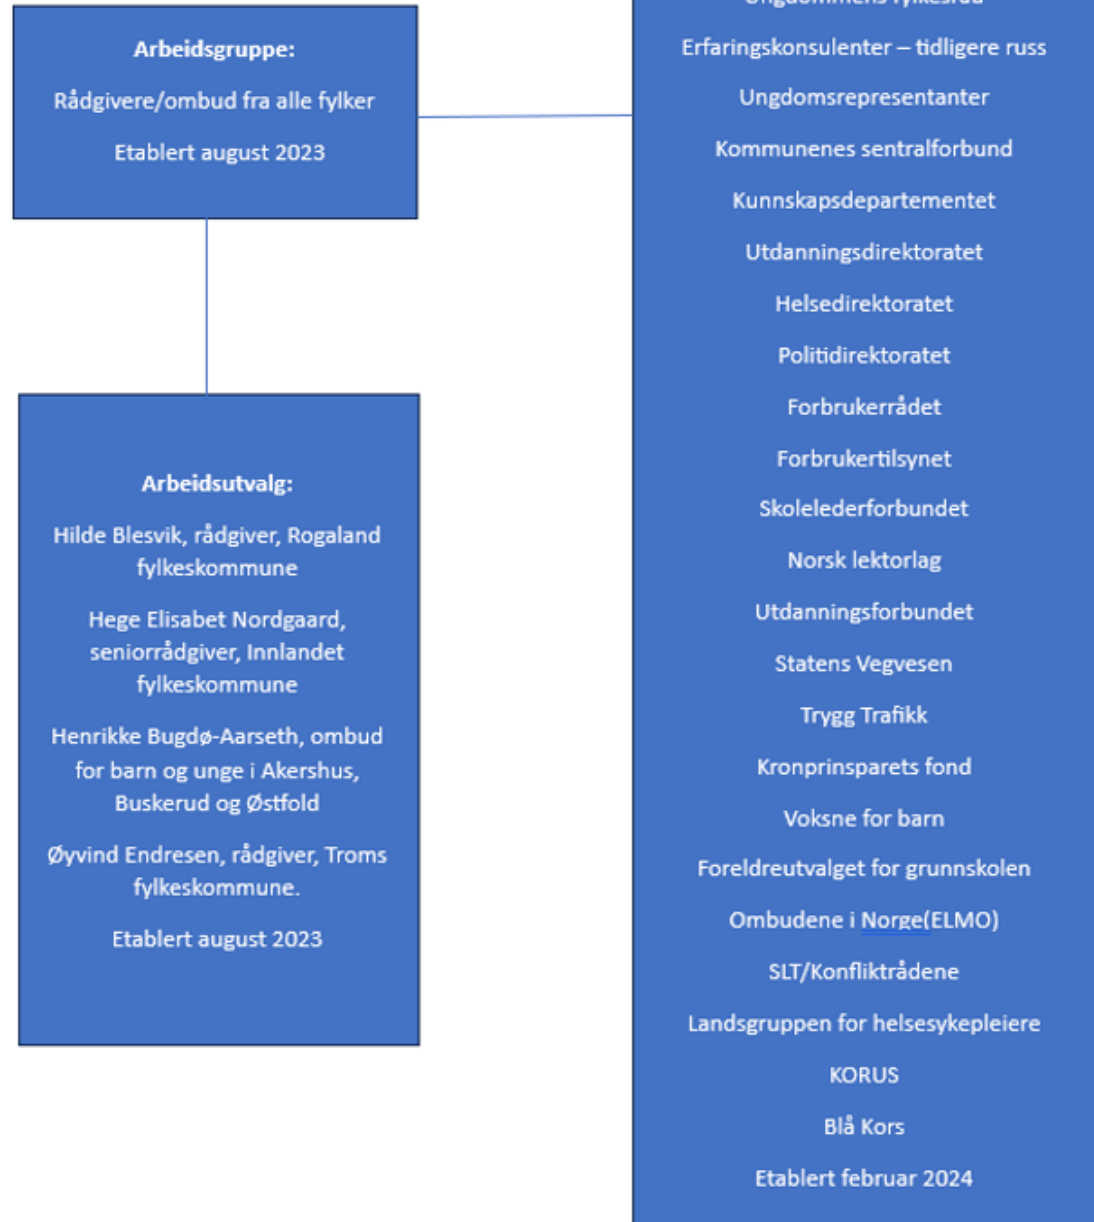 Arbeidsgruppe:
Rådgivere/ombud fra alle fylker
Etablert august 2023
Arbeidsutvalg:
Hilde Blesvik, rådgiver, Rogaland
fylkeskommune
Hege Elisabet Nordgaard,
seniorrådgiver, Innlandet
fylkeskommune
Henrikke Bugdø-Aarseth, ombud
for barn og unge i Akershus,
Buskerud og Østfold
Øyvind Endresen, rådgiver, Troms
fylkeskommune.
Etablert august 2023
Erfaringskonsulenter – tidligere russ
Ungdomsrepresentanter
Kommunenes sentralforbund
Kunnskapsdepartementet
Utdanningsdirektoratet
Helsedirektoratet
Politidirektoratet
Forbrukerrådet
Forbrukertilsynet
Skolelederforbundet
Norsk lektorlag
Utdanningsforbundet
Statens Vegvesen
Trygg Trafikk
Kronprinsparets fond
Voksne for barn
Foreldreutvalget for grunnskolen
Ombudene i Norge(ELMO)
SLT/Konfliktrådene
Landsgruppen for helsesykepleiere
KORUS
Blå Kors
Etablert februar 2024